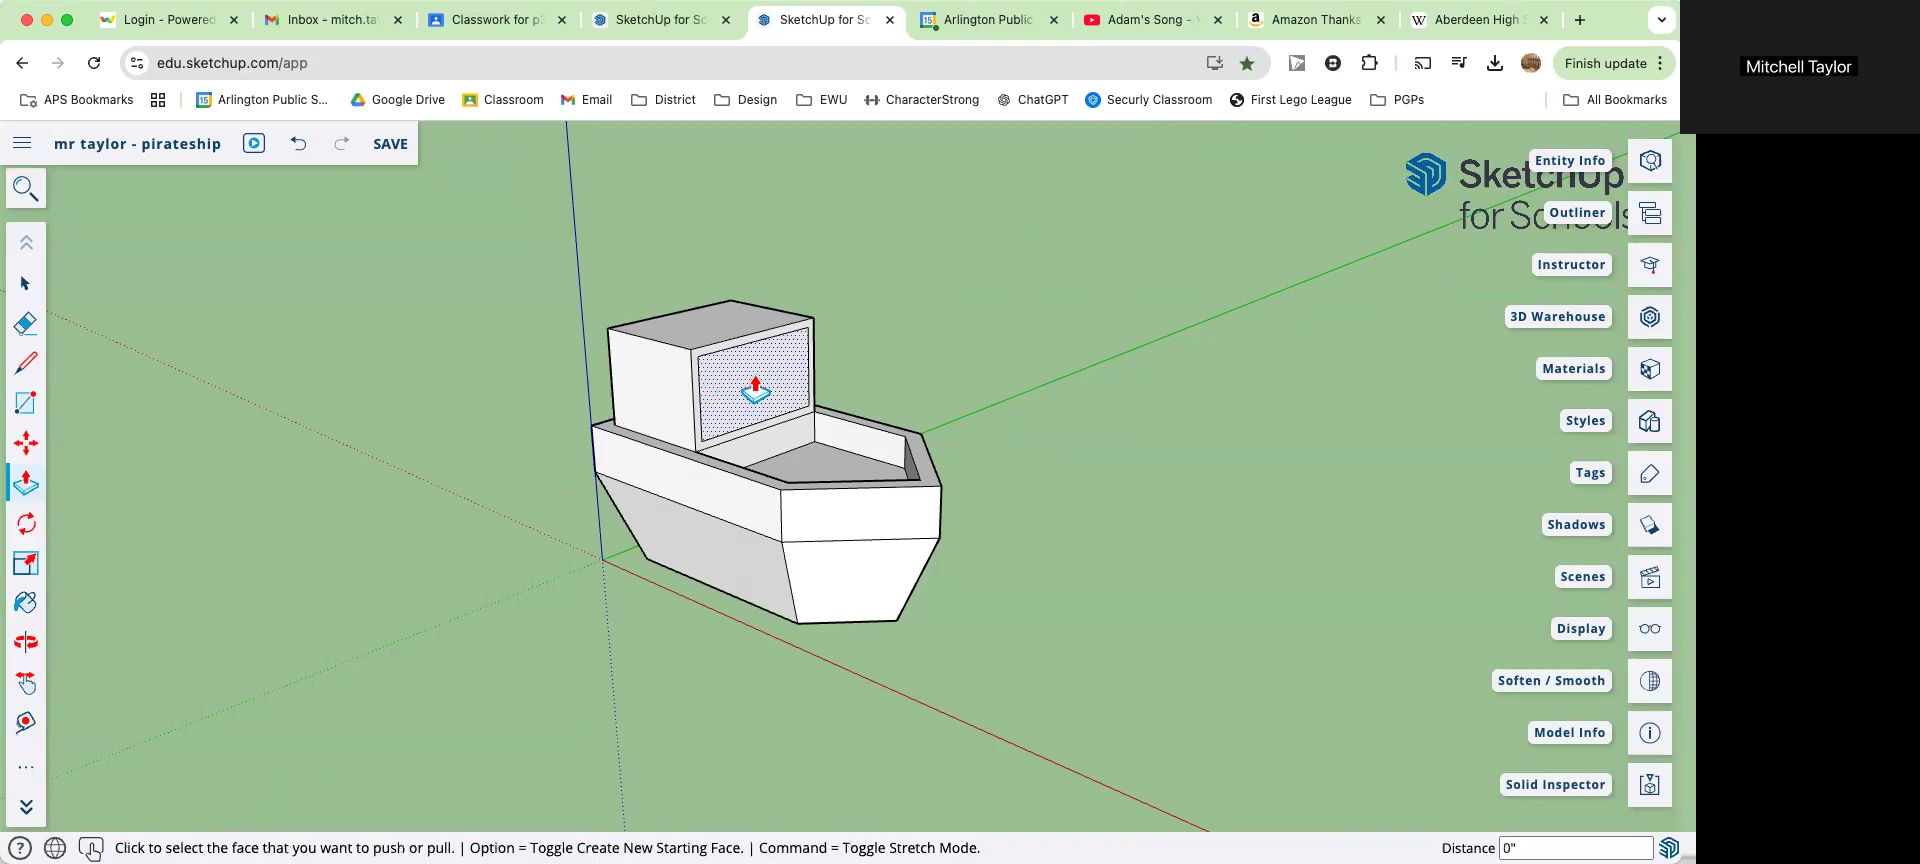 Login - Powered
Inbox - mitch.ta
Classwork for p
SketchUp for Sc
SketchUp for Sc
15
Arlington Public
Adam's Song -
a
Amazon Thanks
W
Aberdeen High
edu.sketchup.com/app
Finish update
APS Bookmarks
15
Arlington Public S...
Google Drive
Classroom
Email
District
Design
EWU
CharacterStrong
ChatGPT
Securly Classroom
First Lego League
PGPs
All Bookmarks
Mitchell Taylor
mr taylor - pirateship
SAVE
SketchUp
for Schools
Entity Info
Outliner
Instructor
3D Warehouse
Materials
Styles
Tags
Shadows
Scenes
Display
Soften / Smooth
Model Info
Solid Inspector
Click to select the face that you want to push or pull. | Option = Toggle Create New Starting Face. | Command = Toggle Stretch Mode.
Distance 0"